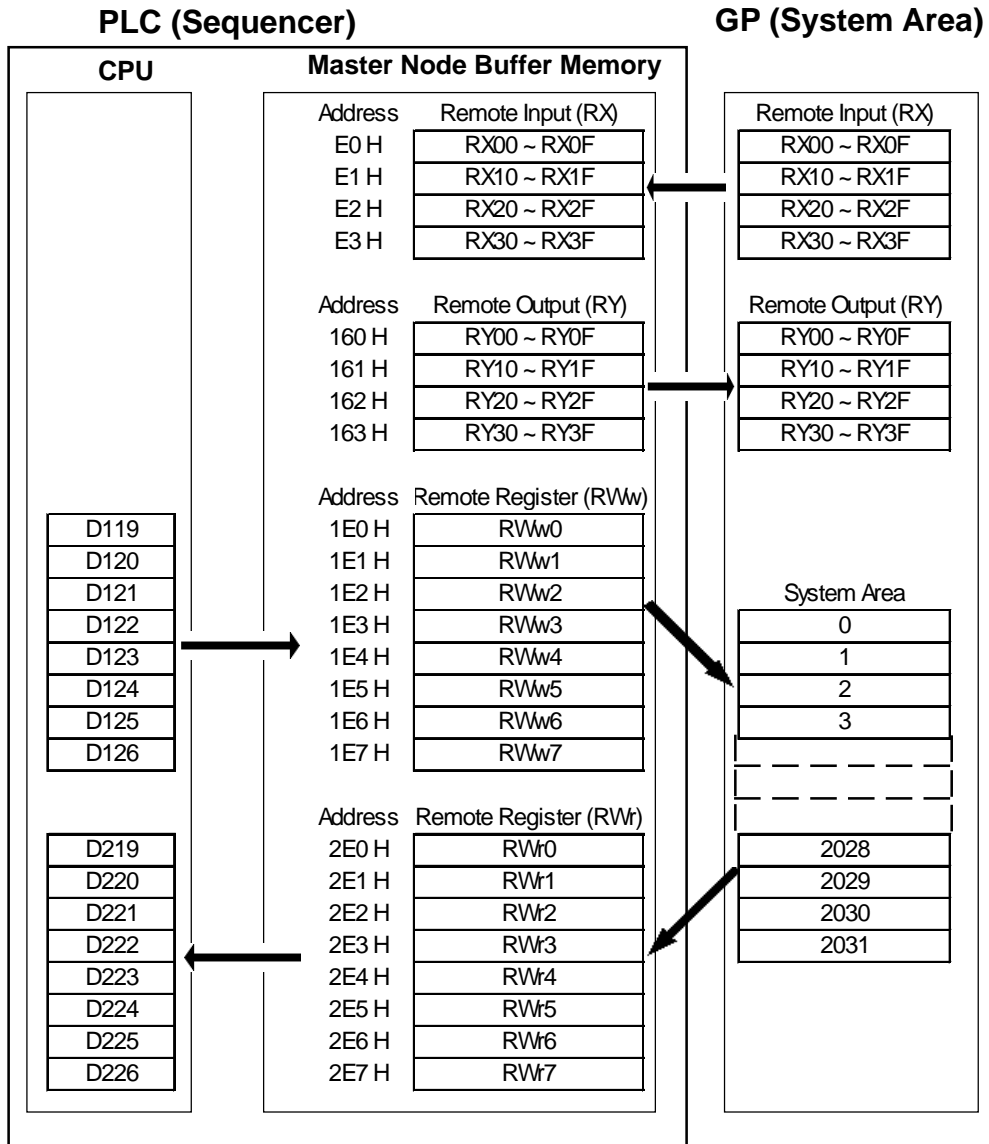 PLC (Sequencer) GP (System Area)
CPU Master Node Buffer Memory
Address Remote Input (RX) Remote Input (RX)
E0 H RX00 ~ RX0F RX00 ~ RX0F
E1 H RX10 ~ RX1F RX10 ~ RX1F
E2 H RX20 ~ RX2F RX20 ~ RX2F
E3 H RX30 ~ RX3F RX30 ~ RX3F
Address Remote Output (RY) Remote Output (RY)
160 H RY00 ~ RY0F RY00 ~ RY0F
161 H RY10 ~ RY1F RY10 ~ RY1F
162 H RY20 ~ RY2F RY20 ~ RY2F
163 H RY30 ~ RY3F RY30 ~ RY3F
Address Remote Register (RWw)
D119 1E0 H RWw0
D120 1E1 H RWw1
D121 1E2 H RWw2 System Area
D122 1E3 H RWw3 0
D123 1E4 H RWw4 1
D124 1E5 H RWw5 2
D125 1E6 H RWw6 3
D126 1E7 H RWw7
Address Remote Register (RWr)
D219 2E0 H RWr0 2028
D220 2E1 H RWr1 2029
D221 2E2 H RWr2 2030
D222 2E3 H RWr3 2031
D223 2E4 H RWr4
D224 2E5 H RWr5
D225 2E6 H RWr6
D226 2E7 H RWr7